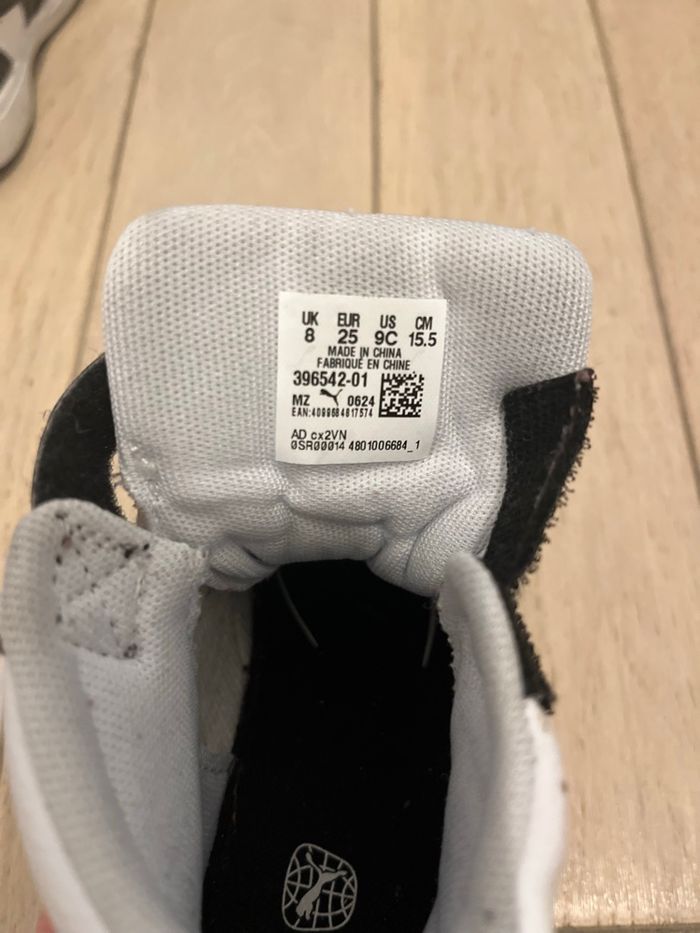 UK EUR US CM
8 25 9C 15.5
MADE IN CHINA
FABRIQUÉ EN CHINE
396542-01
MZ 0624
EAN:4099684817574
AD cx2VN
0SR00014 4801006684_1